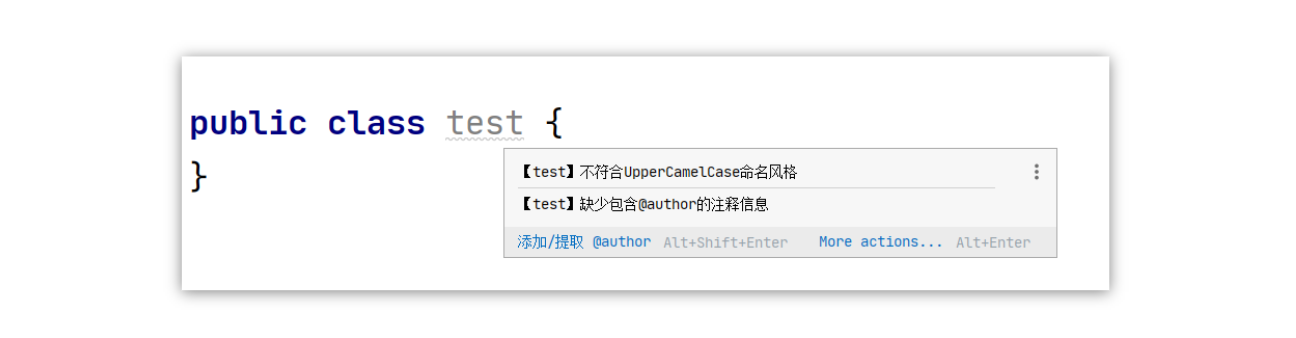 public class test {
}
【test】不符合UpperCamelCase命名风格
【test】缺少包含@author的注释信息
添加/提取 @author Alt+Shift+Enter More actions... Alt+Enter